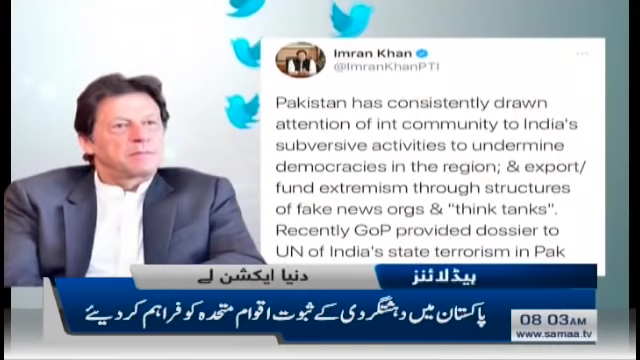 Imran Khan
@ImranKhanPTI
Pakistan has consistently drawn
attention of int community to India's
subversive activities to undermine
democracies in the region; & export/
fund extremism through structures
of fake news orgs & "think tanks".
Recently GoP provided dossier to
UN of India's state terrorism in Pak
ہیڈلائنز
دنیا ایکشن لے
پاکستان میں دہشتگردی کے ثبوت اقوام متحدہ کو فراہم کر دیئے
08 03AM
www.samaa.tv